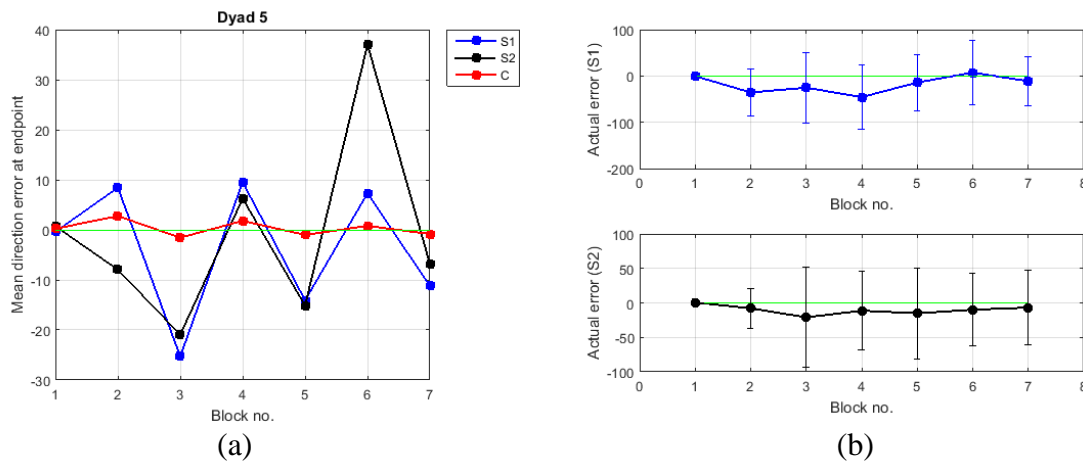 Dyad 5
Mean direction error at endpoint
40
30
20
10
0
-10
-20
-30
1 2 3 4 5 6 7
Block no.
S1
S2
C
(a)
Actual error (S1)
100
0
-100
-200
0 1 2 3 4 5 6 7 8
Block no.
Actual error (S2)
100
50
0
-50
-100
0 1 2 3 4 5 6 7 8
Block no.
(b)